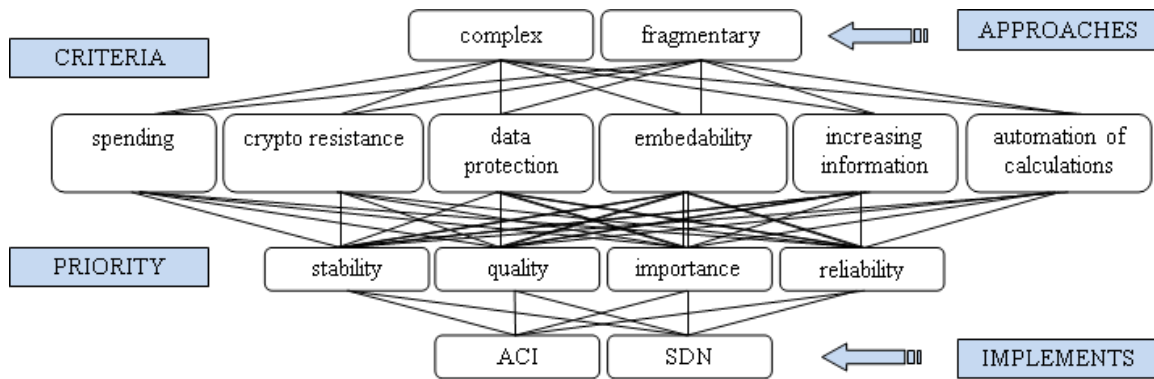 complex
fragmentary
APPROACHES
CRITERIA
spending
crypto resistance
data
protection
embedability
increasing
information
automation of
calculations
PRIORITY
stability
quality
importance
reliability
ACI
SDN
IMPLEMENTS